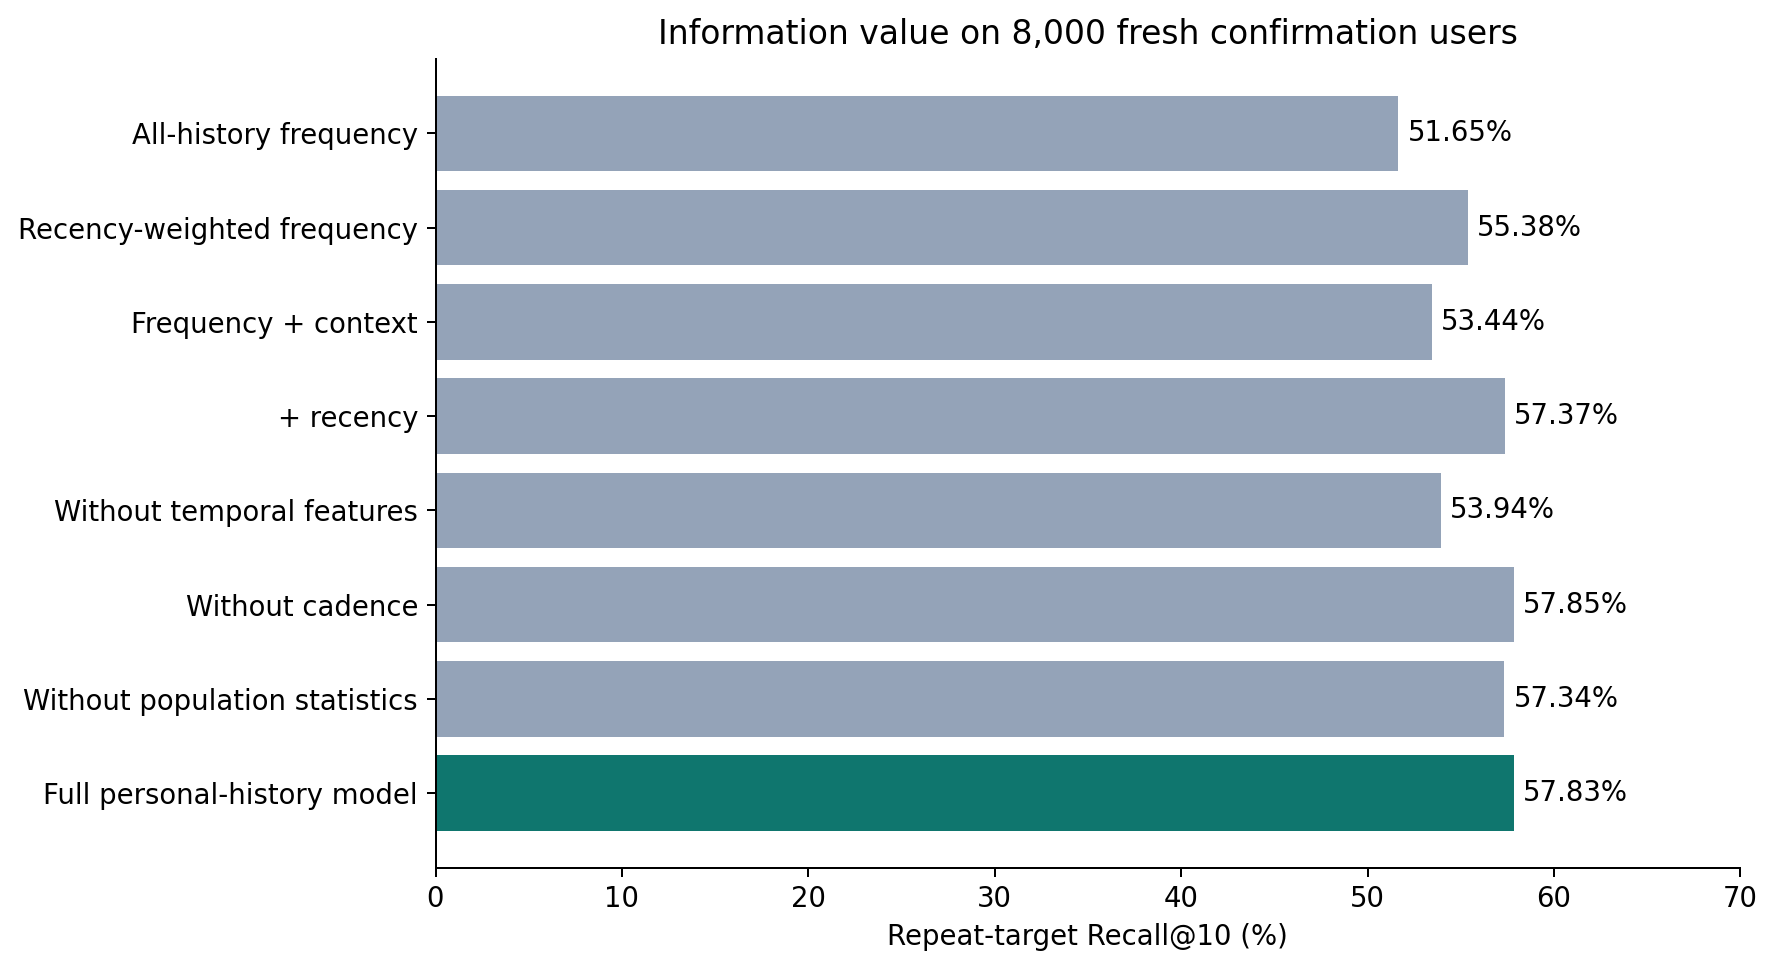 Information value on 8,000 fresh confirmation users
All-history frequency 51.65%
Recency-weighted frequency 55.38%
Frequency + context 53.44%
+ recency 57.37%
Without temporal features 53.94%
Without cadence 57.85%
Without population statistics 57.34%
Full personal-history model 57.83%
0 10 20 30 40 50 60 70
Repeat-target Recall@10 (%)